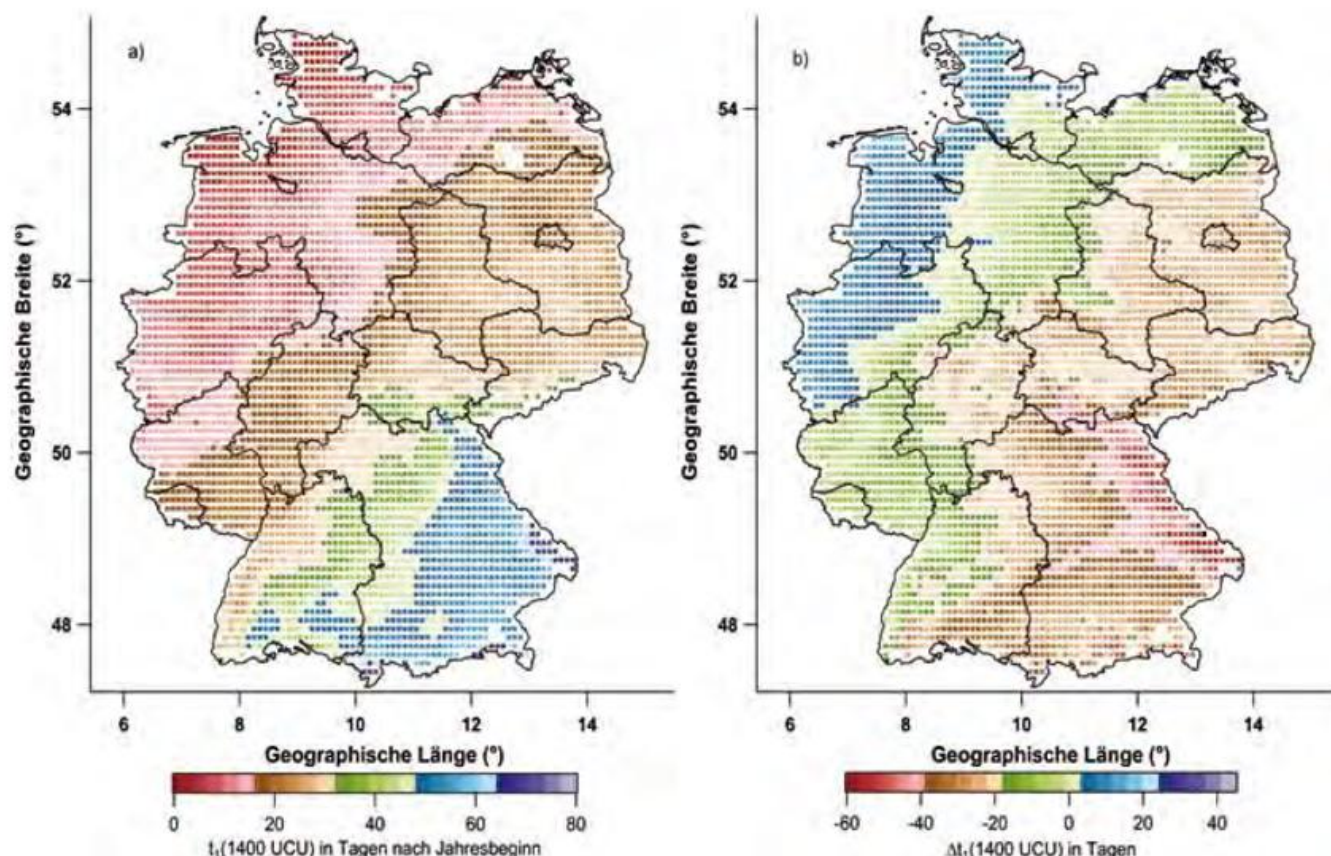 a)
54
52
50
48
Geographische Breite (°)
6 8 10 12 14
Geographische Länge (°)
0 20 40 60 80
t₁(1400 UCU) in Tagen nach Jahresbeginn
b)
54
52
50
48
Geographische Breite (°)
6 8 10 12 14
Geographische Länge (°)
-60 -40 -20 0 20 40
Δt₁(1400 UCU) in Tagen